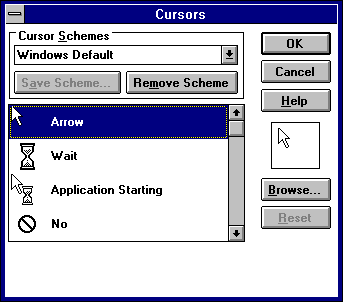 Cursors
Cursor Schemes
Windows Default
Save Scheme...
Remove Scheme
OK
Cancel
Help
Arrow
Wait
Application Starting
No
Browse...
Reset